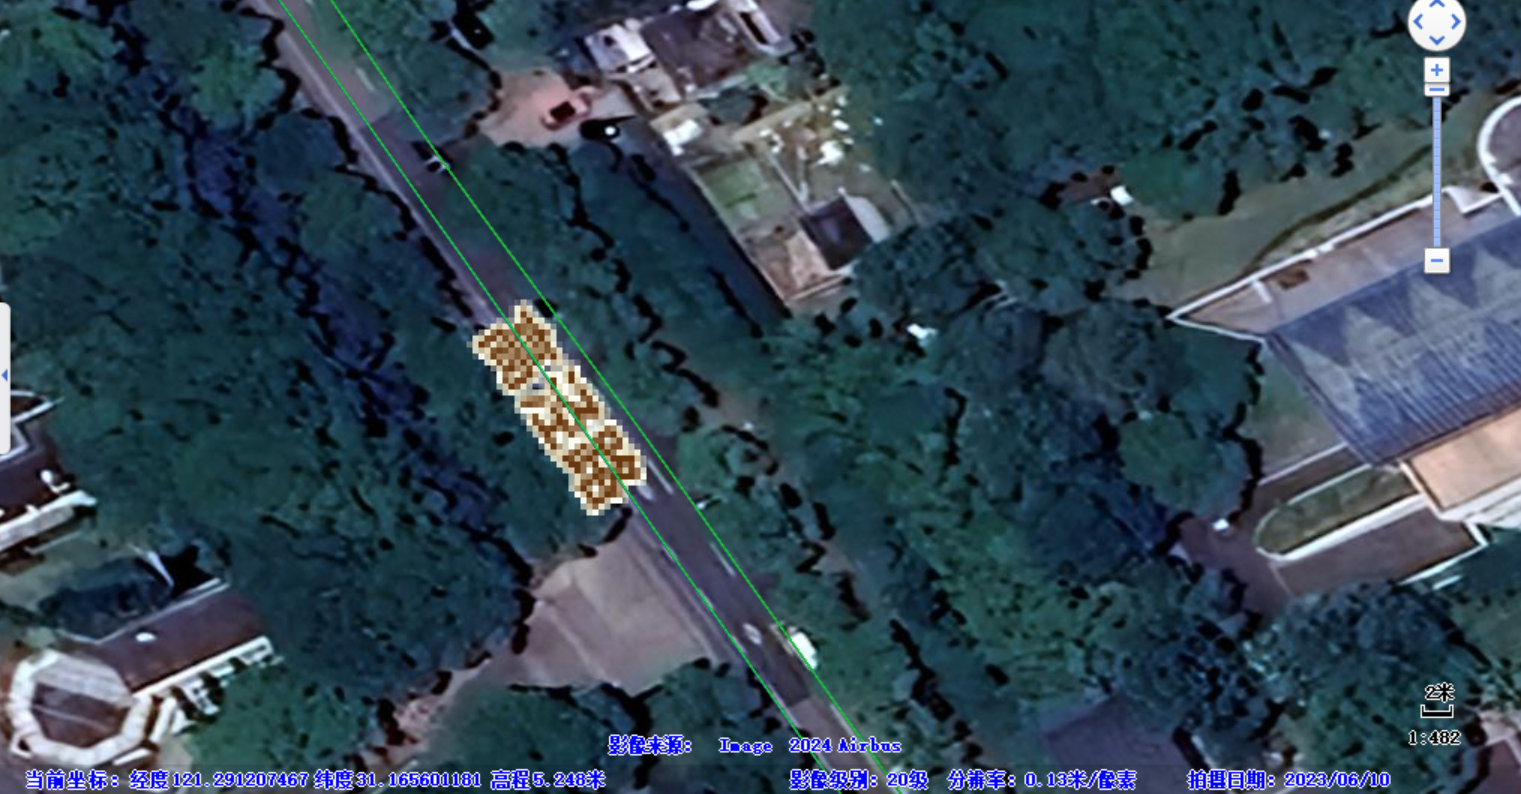 2米
1:482
影像来源: Image 2024 Airbus
当前坐标: 经度121.291207467 纬度31.165601181 高程5.248米 影像级别: 20级 分辨率: 0.13米/像素 拍摄日期: 2023/06/10